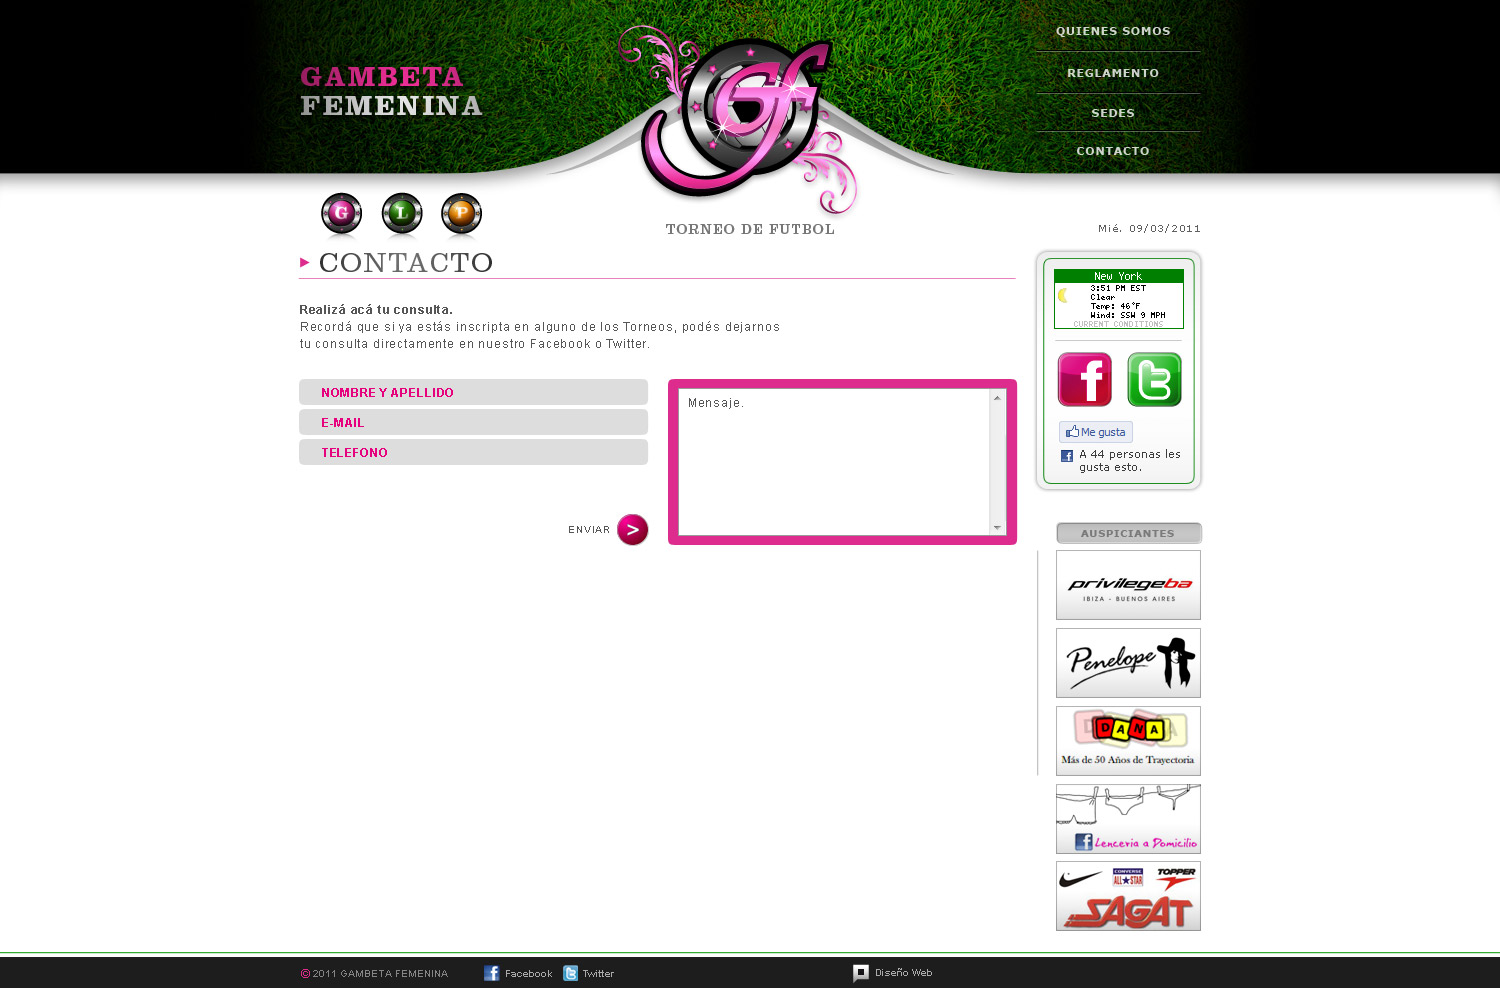 GAMBETA
FEMENINA
GF
QUIENES SOMOS
REGLAMENTO
SEDES
CONTACTO
G L P
TORNEO DE FUTBOL
Mié. 09/03/2011
CONTACTO
Realizá acá tu consulta.
Recordá que si ya estás inscripta en alguno de los Torneos, podés dejarnos
tu consulta directamente en nuestro Facebook o Twitter.
NOMBRE Y APELLIDO
E-MAIL
TELEFONO
ENVIAR >
Mensaje.
New York
3:51 PM EST
Clear
Temp: 46°F
Wind: SSW 9 MPH
CURRENT CONDITIONS
f t
Me gusta
f A 44 personas les
gusta esto.
AUSPICIANTES
privilegeba
IBIZA - BUENOS AIRES
Penelope
DANA
Más de 50 Años de Trayectoria
f Lenceria a Domicilio
CONVERSE
ALL STAR
TOPPER
SAGAT
© 2011 GAMBETA FEMENINA
f Facebook
t Twitter
Diseño Web